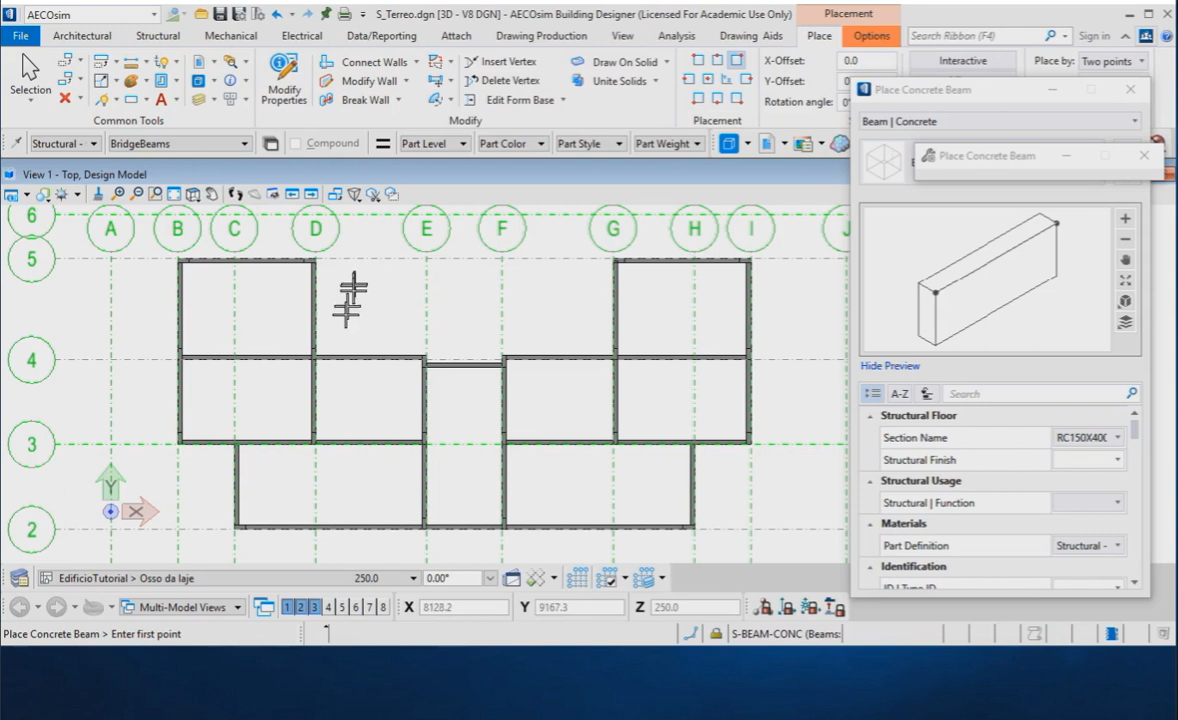 AECOsim
S_Terreo.dgn [3D - V8 DGN] - AECOsim Building Designer (Licensed For Academic Use Only)
Placement
File Architectural Structural Mechanical Electrical Data/Reporting Attach Drawing Production View Analysis Drawing Aids Place Options Search Ribbon (F4) Sign in
Selection
Common Tools
Modify Properties
Connect Walls
Modify Wall
Break Wall
Insert Vertex
Delete Vertex
Edit Form Base
Draw On Solid
Unite Solids
Modify
Placement
X-Offset: 0.0
Y-Offset:
Rotation angle:
Interactive
Place by: Two points
Structural - BridgeBeams Compound Part Level Part Color Part Style Part Weight
View 1 - Top, Design Model
6 A B C D E F G H I J
5
4
3
2
Y
X
Place Concrete Beam
Beam | Concrete
Place Concrete Beam
Hide Preview
A-Z Search
Structural Floor
Section Name RC150X40
Structural Finish
Structural Usage
Structural | Function
Materials
Part Definition Structural -
Identification
EdificioTutorial > Osso da laje 250.0 0.00°
Multi-Model Views 1 2 3 4 5 6 7 8 X 8128.2 Y 9167.3 Z 250.0
Place Concrete Beam > Enter first point S-BEAM-CONC (Beams: